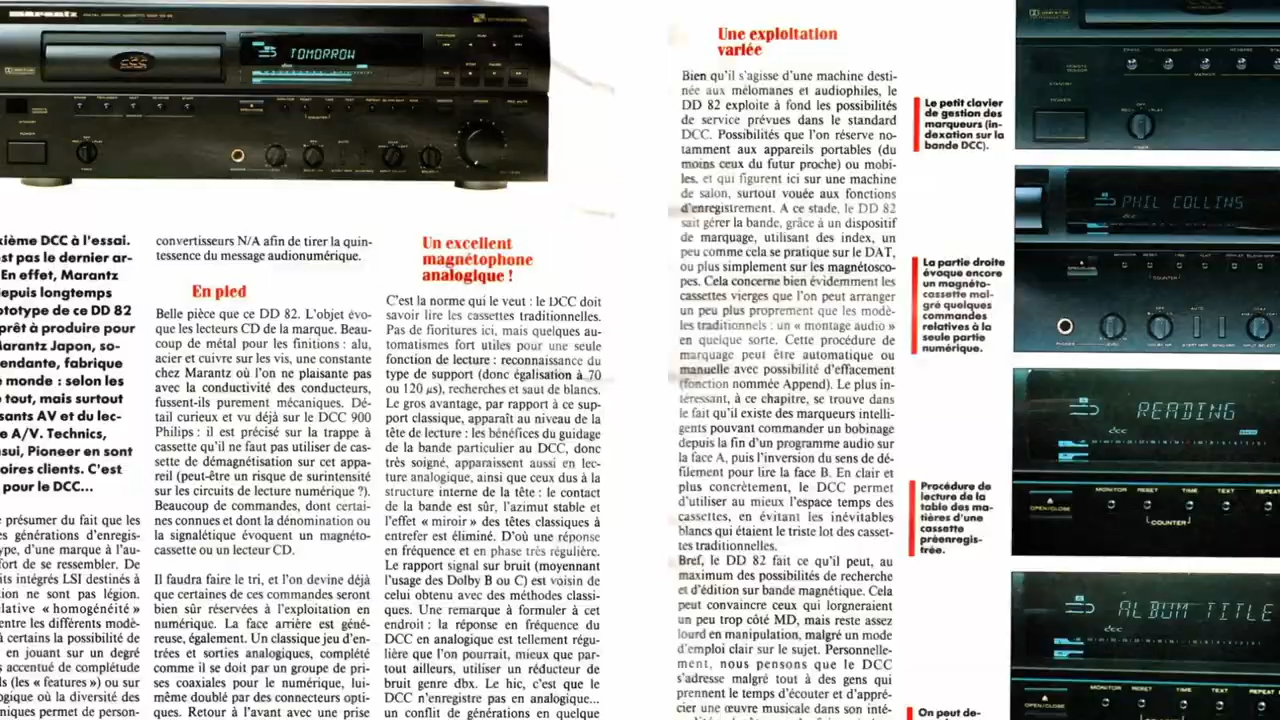 marantz
TOMORROW
xième DCC à l'essai.
est pas le dernier ar-
En effet, Marantz
depuis longtemps
ototype de ce DD 82
prêt à produire pour
Marantz Japon, so-
pendante, fabrique
e monde : selon les
e tout, mais surtout
sants AV et du lec-
e A/V. Technics,
sui, Pioneer en sont
oires clients. C'est
pour le DCC...
e présumer du fait que les
es générations d'enregis-
type, d'une marque à l'au-
fort de se ressembler. De
its intégrés LSI destinés à
ion ne sont pas légion.
lative « homogénéité »
entre les différents modè-
à certains la possibilité de
en jouant sur un degré
s accentué de complétude
s (les « features ») ou sur
gique où la diversité des
niques permet de person-
convertisseurs N/A afin de tirer la quin-
tessence du message audionumérique.
En pied
Belle pièce que ce DD 82. L'objet évo-
que les lecteurs CD de la marque. Beau-
coup de métal pour les finitions : alu,
acier et cuivre sur les vis, une constante
chez Marantz où l'on ne plaisante pas
avec la conductivité des conducteurs,
fussent-ils purement mécaniques. Dé-
tail curieux et vu déjà sur le DCC 900
Philips : il est précisé sur la trappe à
cassette qu'il ne faut pas utiliser de cas-
sette de démagnétisation sur cet appa-
reil (peut-être un risque de surintensité
sur les circuits de lecture numérique ?).
Beaucoup de commandes, dont certai-
nes connues et dont la dénomination ou
la signalétique évoquent un magnéto-
cassette ou un lecteur CD.
Il faudra faire le tri, et l'on devine déjà
que certaines de ces commandes seront
bien sûr réservées à l'exploitation en
numérique. La face arrière est géné-
reuse, également. Un classique jeu d'en-
trées et sorties analogiques, complété
comme il se doit par un groupe de pri-
ses coaxiales pour le numérique, lui-
même doublé par des connecteurs opti-
ques. Retour à l'avant avec une prise
Un excellent
magnétophone
analogique !
C'est la norme qui le veut : le DCC doit
savoir lire les cassettes traditionnelles.
Pas de fioritures ici, mais quelques au-
tomatismes fort utiles pour une seule
fonction de lecture : reconnaissance du
type de support (donc égalisation à 70
ou 120 µs), recherches et saut de blancs.
Le gros avantage, par rapport à ce sup-
port classique, apparaît au niveau de la
tête de lecture : les bénéfices du guidage
de la bande particulier au DCC, donc
très soigné, apparaissent aussi en lec-
ture analogique, ainsi que ceux dus à la
structure interne de la tête : le contact
de la bande est sûr, l'azimut stable et
l'effet « miroir » des têtes classiques à
entrefer est éliminé. D'où une réponse
en fréquence et en phase très régulière.
Le rapport signal sur bruit (moyennant
l'usage des Dolby B ou C) est voisin de
celui obtenu avec des méthodes classi-
ques. Une remarque à formuler à cet
endroit : la réponse en fréquence du
DCC en analogique est tellement régu-
lière que l'on pourrait, mieux que par-
tout ailleurs, utiliser un réducteur de
bruit genre dbx. Le hic, c'est que le
DCC n'enregistre pas en analogique...
un conflit de générations en quelque
Une exploitation
variée
Bien qu'il s'agisse d'une machine desti-
née aux mélomanes et audiophiles, le
DD 82 exploite à fond les possibilités
de service prévues dans le standard
DCC. Possibilités que l'on réserve no-
tamment aux appareils portables (du
moins ceux du futur proche) ou mobi-
les, et qui figurent ici sur une machine
de salon, surtout vouée aux fonctions
d'enregistrement. A ce stade, le DD 82
sait gérer la bande, grâce à un dispositif
de marquage, utilisant des index, un
peu comme cela se pratique sur le DAT,
ou plus simplement sur les magnétosco-
pes. Cela concerne bien évidemment les
cassettes vierges que l'on peut arranger
un peu plus proprement que les modè-
les traditionnels : un « montage audio »
en quelque sorte. Cette procédure de
marquage peut être automatique ou
manuelle avec possibilité d'effacement
(fonction nommée Append). Le plus in-
téressant, à ce chapitre, se trouve dans
le fait qu'il existe des marqueurs intelli-
gents pouvant commander un bobinage
depuis la fin d'un programme audio sur
la face A, puis l'inversion du sens de dé-
filement pour lire la face B. En clair et
plus concrètement, le DCC permet
d'utiliser au mieux l'espace temps des
cassettes, en évitant les inévitables
blancs qui étaient le triste lot des casset-
tes traditionnelles.
Bref, le DD 82 fait ce qu'il peut, au
maximum des possibilités de recherche
et d'édition sur bande magnétique. Cela
peut convaincre ceux qui lorgneraient
un peu trop côté MD, mais reste assez
lourd en manipulation, malgré un mode
d'emploi clair sur le sujet. Personnelle-
ment, nous pensons que le DCC
s'adresse malgré tout à des gens qui
prennent le temps d'écouter et d'appré-
cier une œuvre musicale dans son inté-
Le petit clavier
de gestion des
marqueurs (in-
dexation sur la
bande DCC).
La partie droite
évoque encore
un magnéto-
cassette mal-
gré quelques
commandes
relatives à la
seule partie
numérique.
Procédure de
lecture de la
table des ma-
tières d'une
cassette
préenregis-
trée.
On peut de-
PHIL COLLINS
dcc
COUNTER
READING
dcc
MONITOR RESET TIME TEXT REPEAT
OPEN/CLOSE
COUNTER
ALBUM TITLE
dcc
MONITOR RESET TIME TEXT REPEAT
OPEN/CLOSE